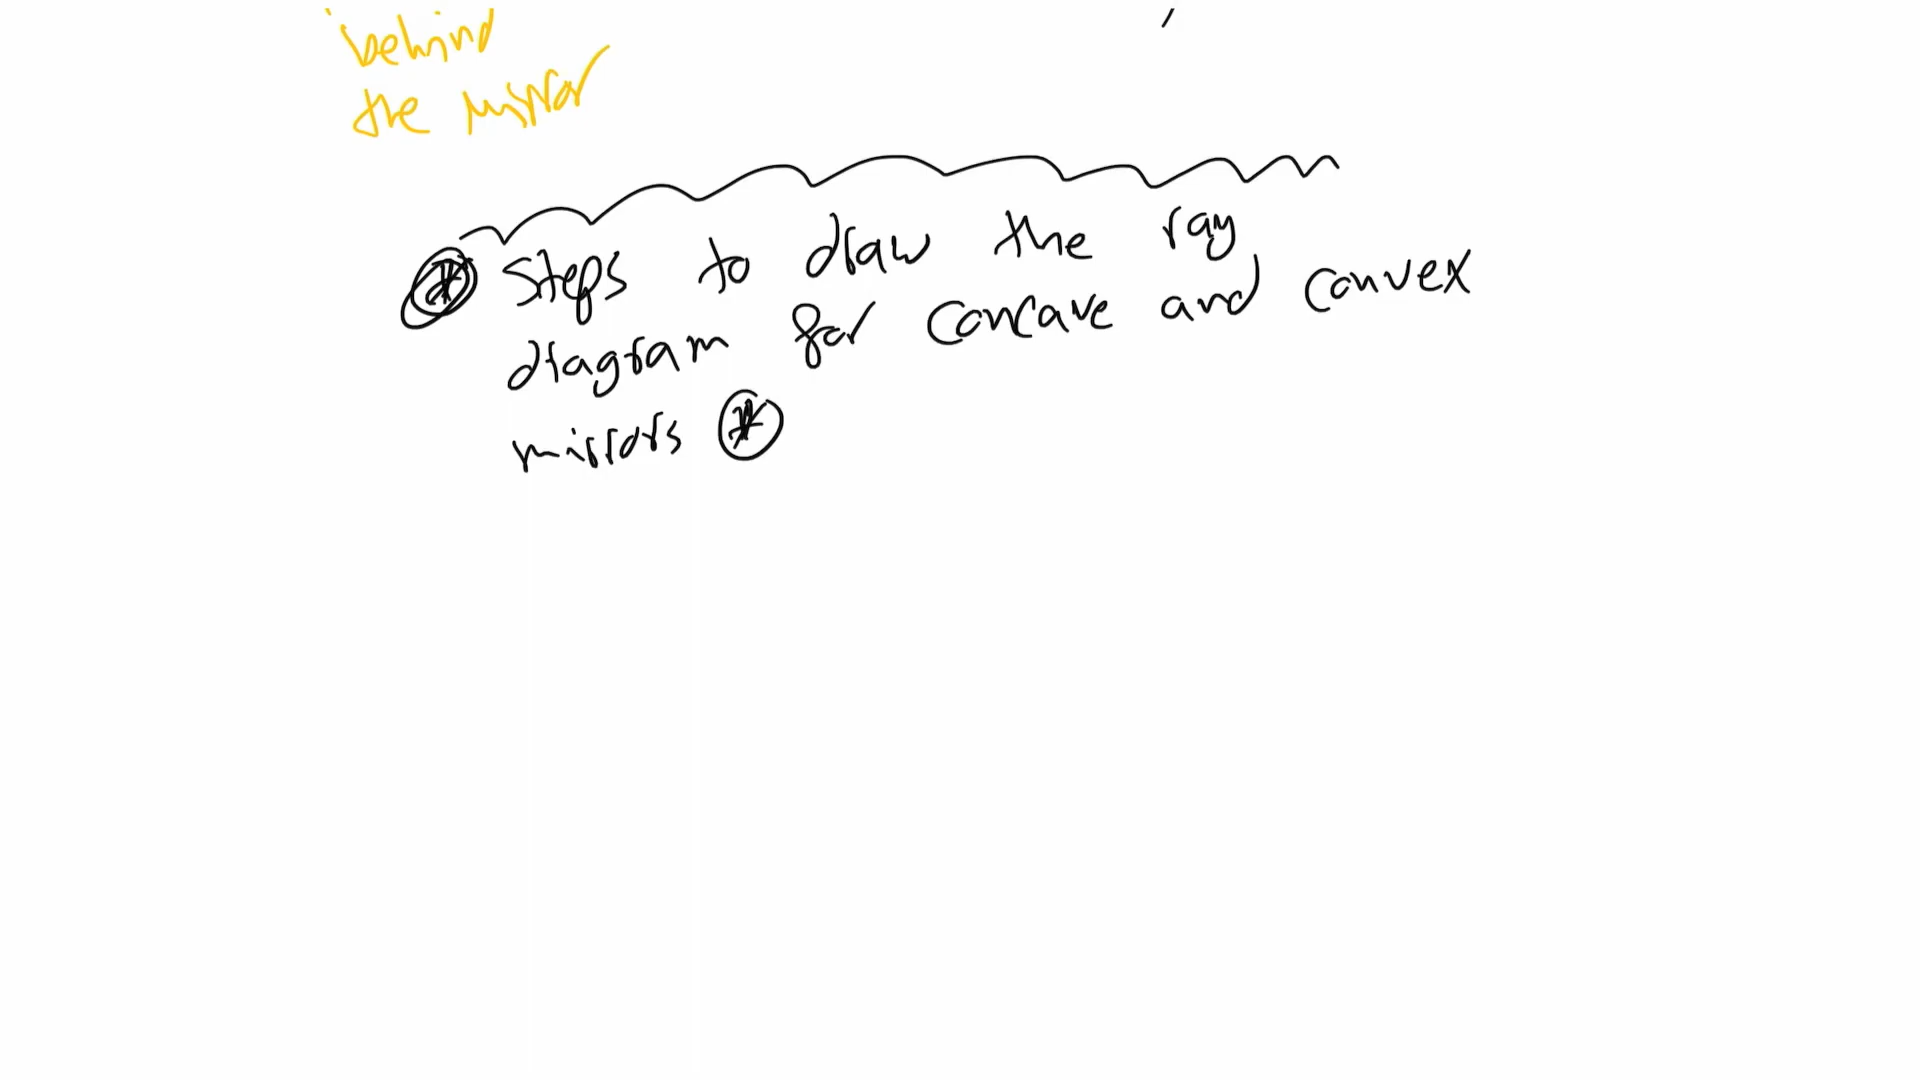 behind
the mirror
* Steps to draw the ray
diagram for concave and convex
mirrors *